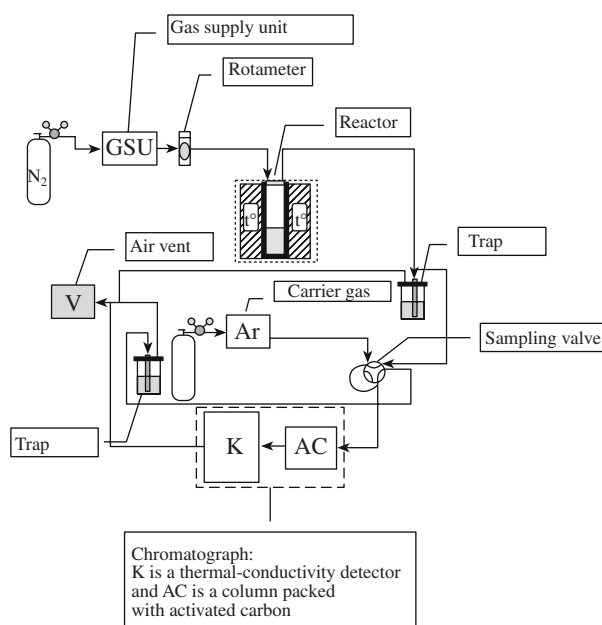 Gas supply unit
Rotameter
Reactor
GSU
N2
t°
t°
Air vent
Trap
V
Carrier gas
Ar
Sampling valve
Trap
K
AC
Chromatograph:
K is a thermal-conductivity detector
and AC is a column packed
with activated carbon